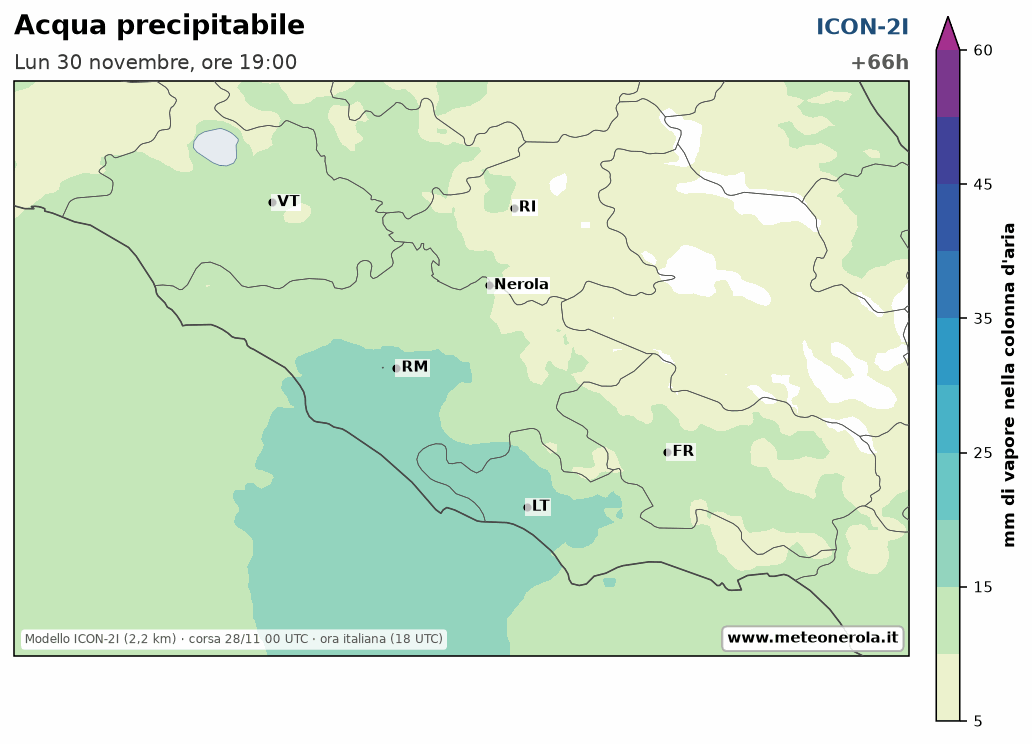 Acqua precipitabile
ICON-2I
Lun 30 novembre, ore 19:00
+66h
60
45
35
25
15
5
mm di vapore nella colonna d'aria
VT
RI
Nerola
RM
FR
LT
Modello ICON-2I (2,2 km) · corsa 28/11 00 UTC · ora italiana (18 UTC)
www.meteonerola.it